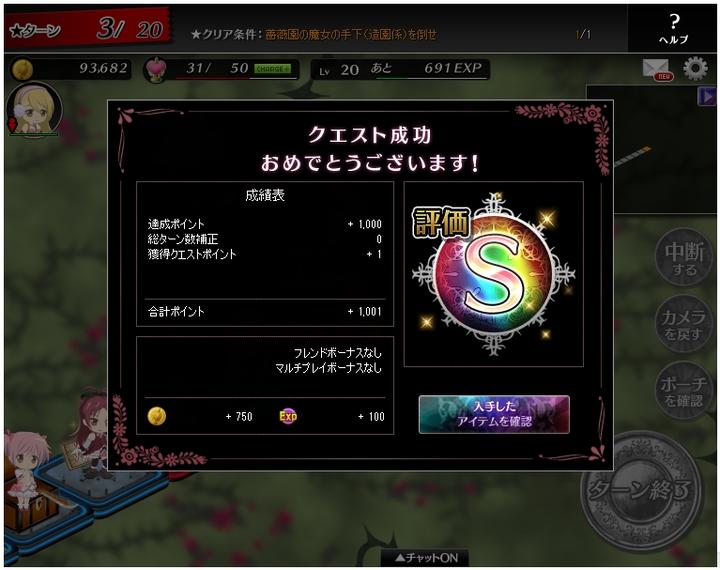 ★ターン 3/ 20
★クリア条件：薔薇園の魔女の手下〈造園係〉を倒せ 1/1
?
ヘルプ
93,682
31/ 50 CHARGE+
Lv 20 あと 691 EXP
NEW
クエスト成功
おめでとうございます!
成績表
達成ポイント + 1,000
総ターン数補正 0
獲得クエストポイント + 1
合計ポイント + 1,001
評価
S
フレンドボーナスなし
マルチプレイボーナスなし
+ 750 Exp + 100
入手した
アイテムを確認
中断
する
カメラ
を戻す
ポーチ
を確認
ターン終了
▲チャットON